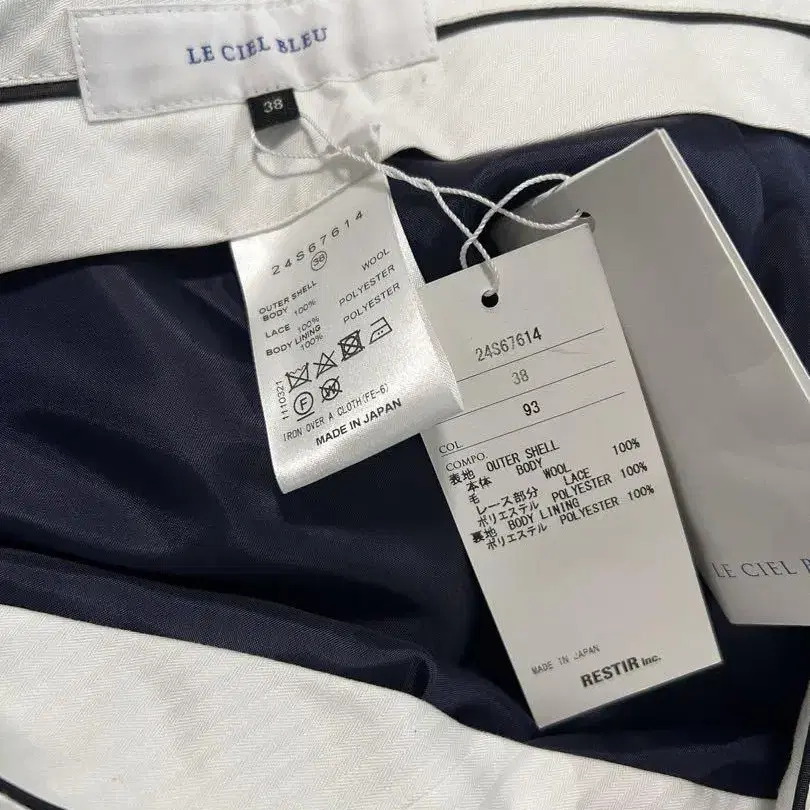 LE CIEL BLEU
38
24S67614
38
OUTER SHELL
BODY 100% WOOL
LACE 100% POLYESTER
BODY LINING
100% POLYESTER
1110321
F
W
IRON OVER A CLOTH(FE-6)
MADE IN JAPAN
24S67614
38
93
COL.
COMPO.
表地 OUTER SHELL
本体 BODY
毛 WOOL 100%
レース部分 LACE
ポリエステル POLYESTER 100%
裏地 BODY LINING
ポリエステル POLYESTER 100%
MADE IN JAPAN
RESTIR inc.
LE CIEL B